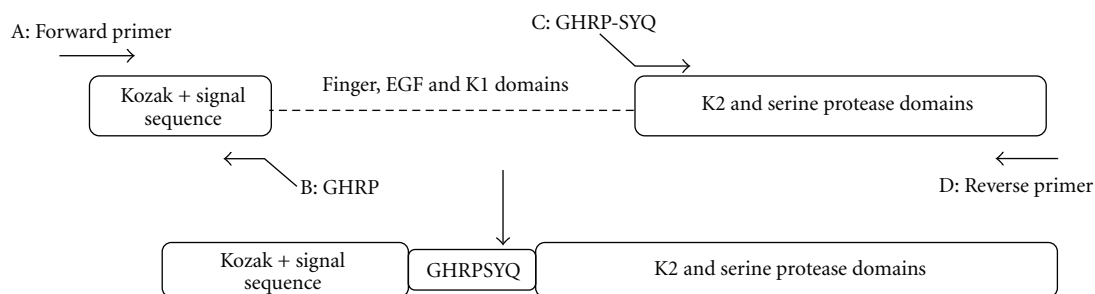 A: Forward primer
C: GHRP-SYQ
Kozak + signal
sequence
Finger, EGF and K1 domains
K2 and serine protease domains
B: GHRP
D: Reverse primer
Kozak + signal
sequence
GHRPSYQ
K2 and serine protease domains